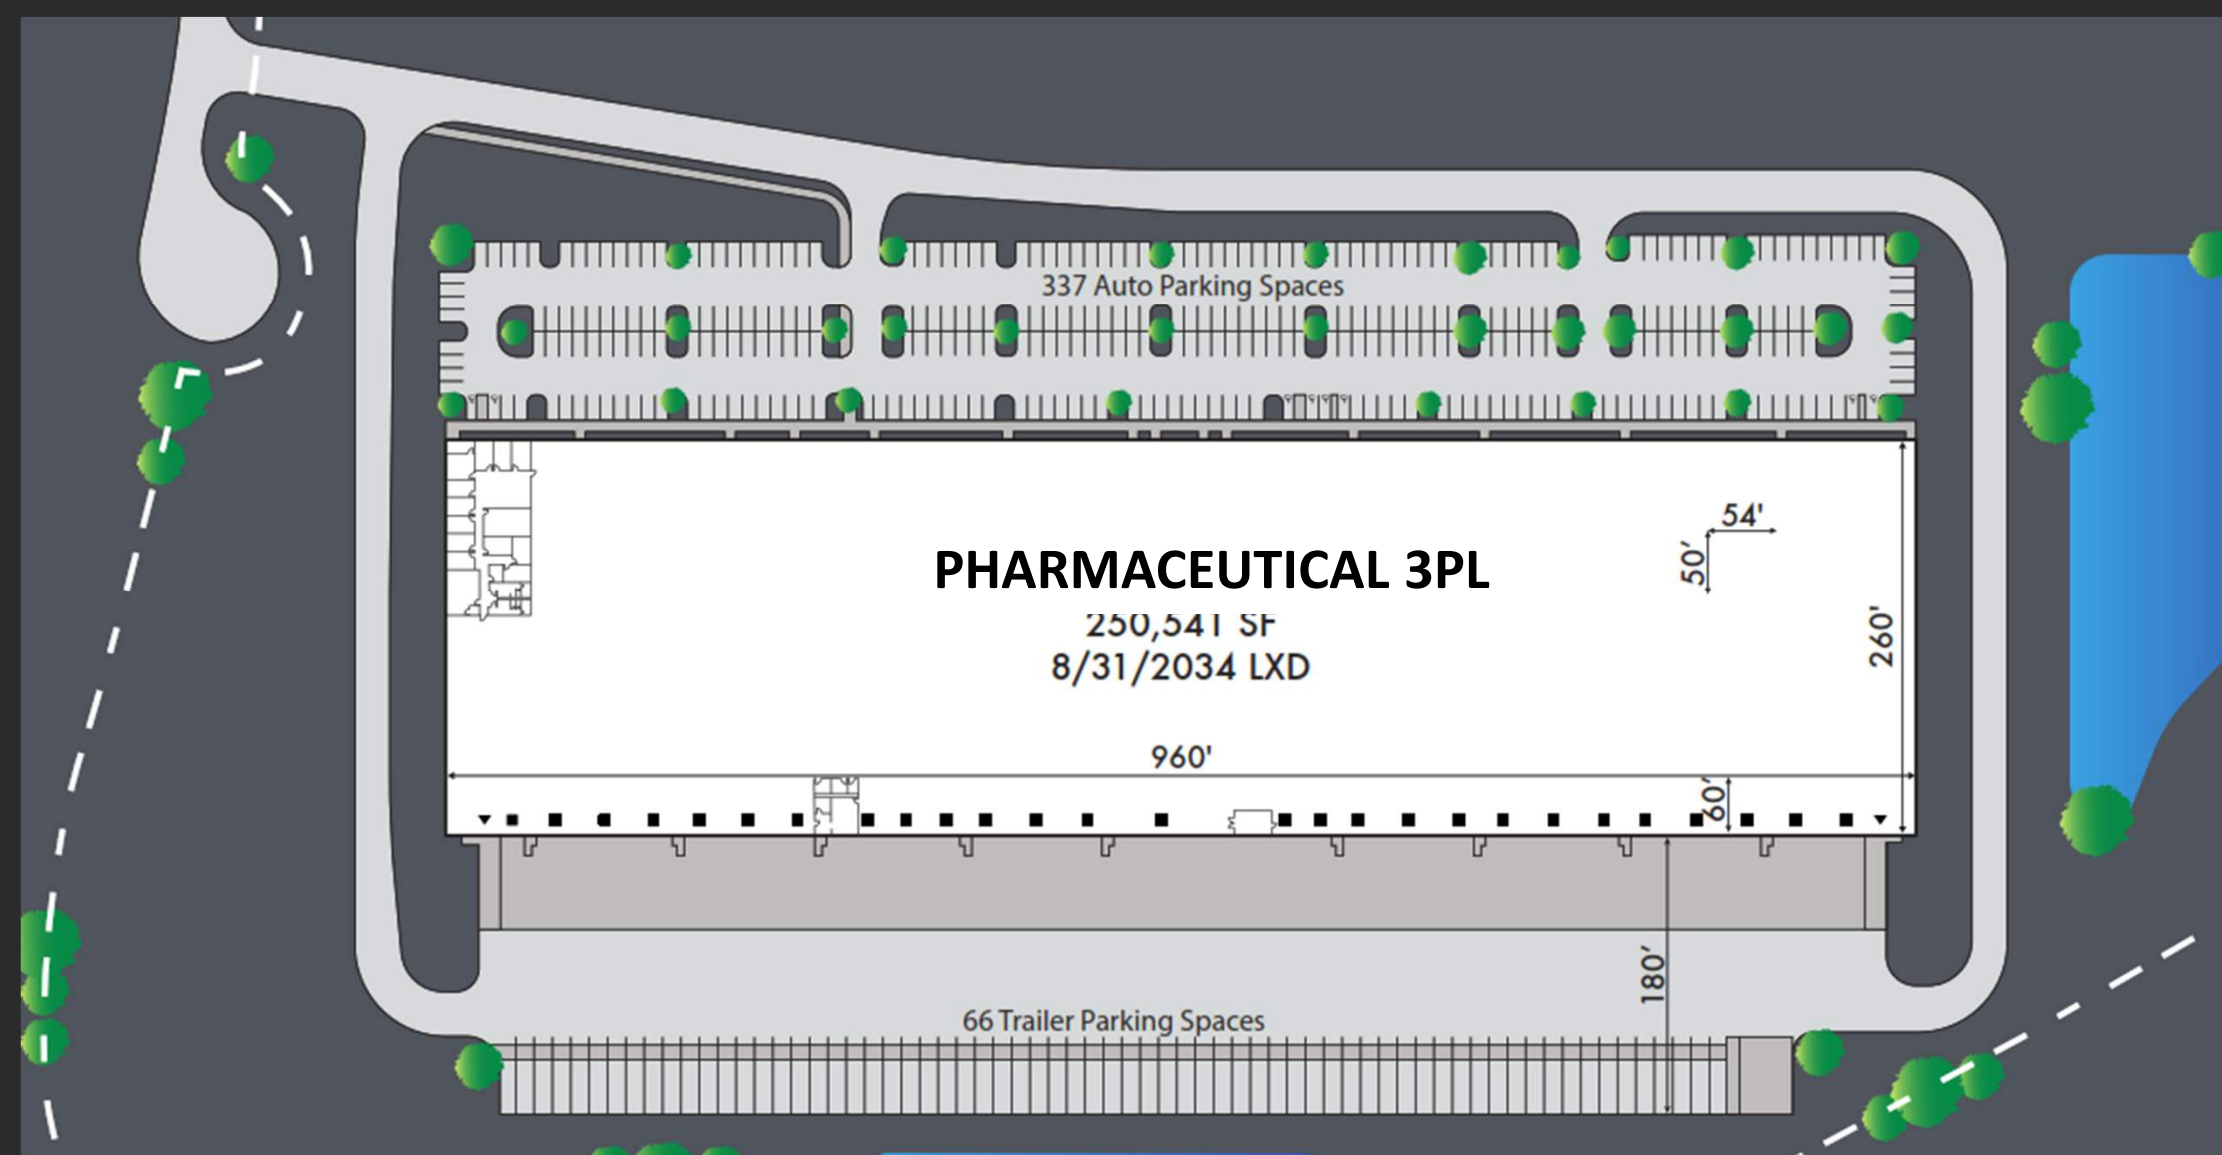 337 Auto Parking Spaces
54'
50'
PHARMACEUTICAL 3PL
250,541 SF
8/31/2034 LXD
260'
960'
60'
180'
66 Trailer Parking Spaces